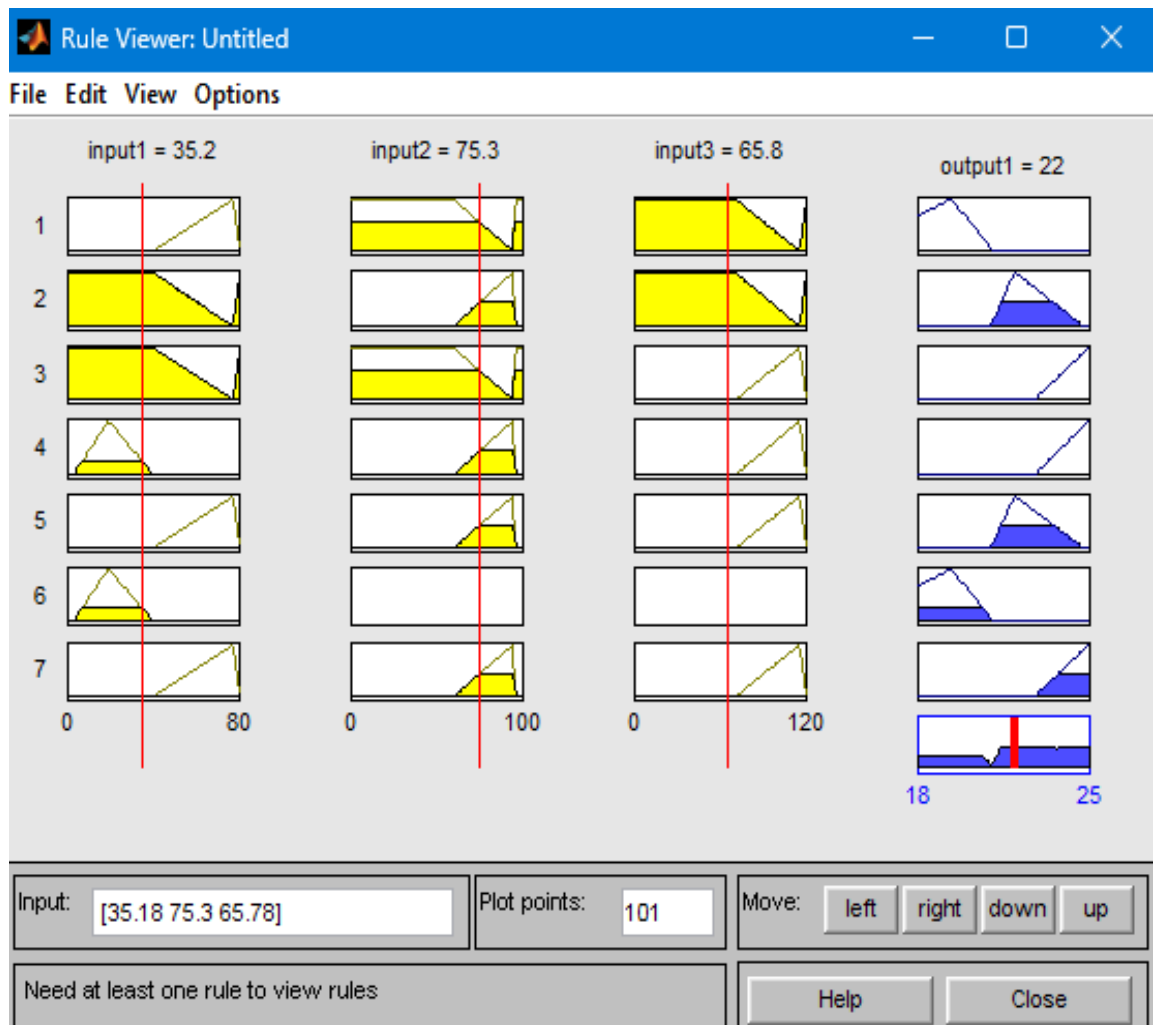 Rule Viewer: Untitled
File Edit View Options
input1 = 35.2
input2 = 75.3
input3 = 65.8
output1 = 22
1
2
3
4
5
6
7
0 80
0 100
0 120
18 25
Input: [35.18 75.3 65.78]
Plot points: 101
Move: left right down up
Need at least one rule to view rules
Help Close